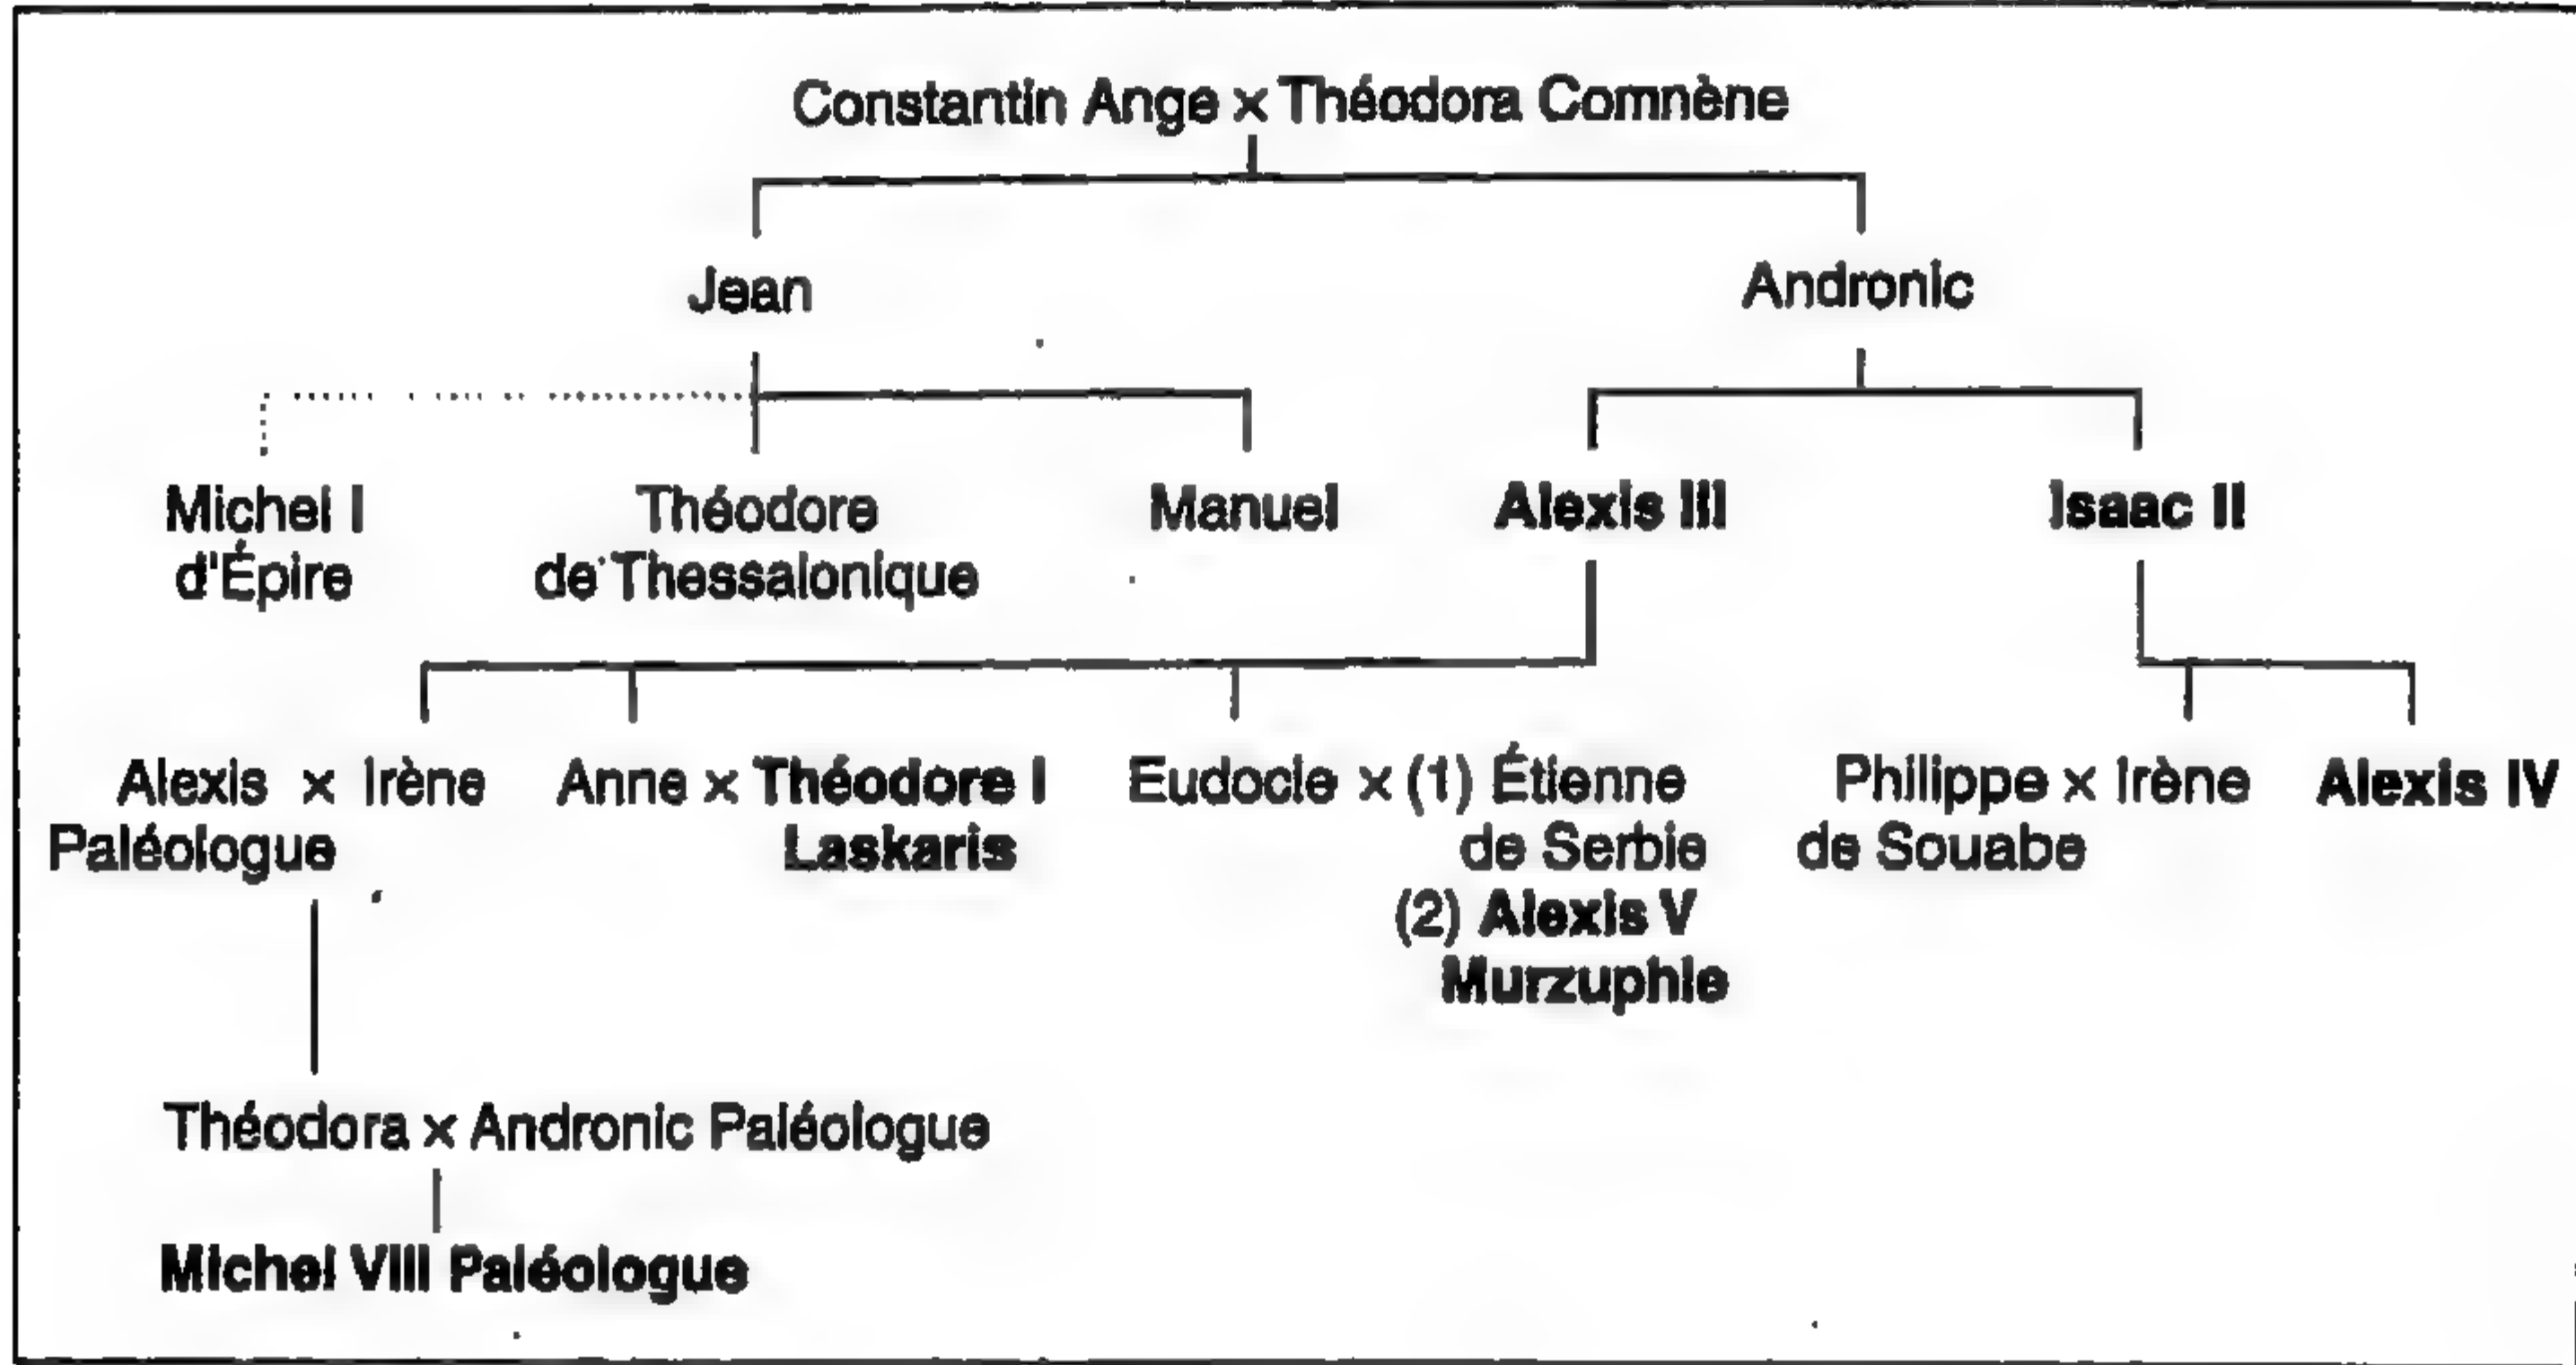 Constantin Ange × Théodora Comnène
Jean
Andronic
Michel I
d'Épire
Théodore
de Thessalonique
Manuel
Alexis III
Isaac II
Alexis × Irène
Paléologue
Anne × Théodore I
Laskaris
Eudocie × (1) Étienne
de Serbie
(2) Alexis V
Murzuphle
Philippe × Irène
de Souabe
Alexis IV
Théodora × Andronic Paléologue
Michel VIII Paléologue